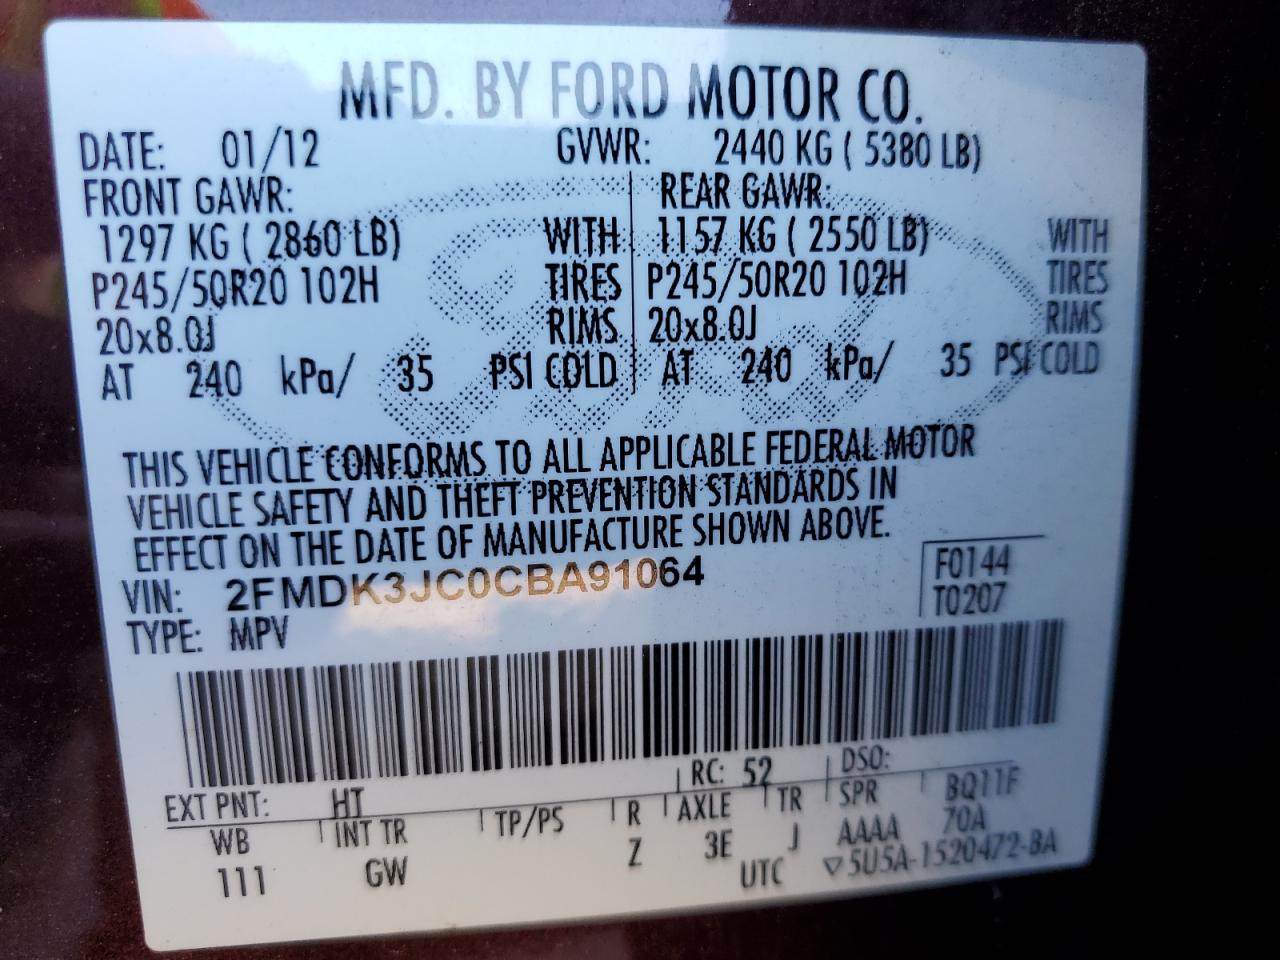 MFD. BY FORD MOTOR CO.
DATE: 01/12 GVWR: 2440 KG ( 5380 LB)
FRONT GAWR: REAR GAWR:
1297 KG ( 2860 LB) WITH 1157 KG ( 2550 LB) WITH
P245/50R20 102H TIRES P245/50R20 102H TIRES
20x8.0J RIMS 20x8.0J RIMS
AT 240 kPa/ 35 PSI COLD AT 240 kPa/ 35 PSI COLD
THIS VEHICLE CONFORMS TO ALL APPLICABLE FEDERAL MOTOR
VEHICLE SAFETY AND THEFT PREVENTION STANDARDS IN
EFFECT ON THE DATE OF MANUFACTURE SHOWN ABOVE.
VIN: 2FMDK3JC0CBA91064 F0144
TYPE: MPV T0207
EXT PNT: HT RC: 52 DSO:
WB INT TR TP/PS R AXLE TR SPR BQ11F
111 GW Z 3E J AAAA 70A
UTC ▽5U5A-1520472-BA